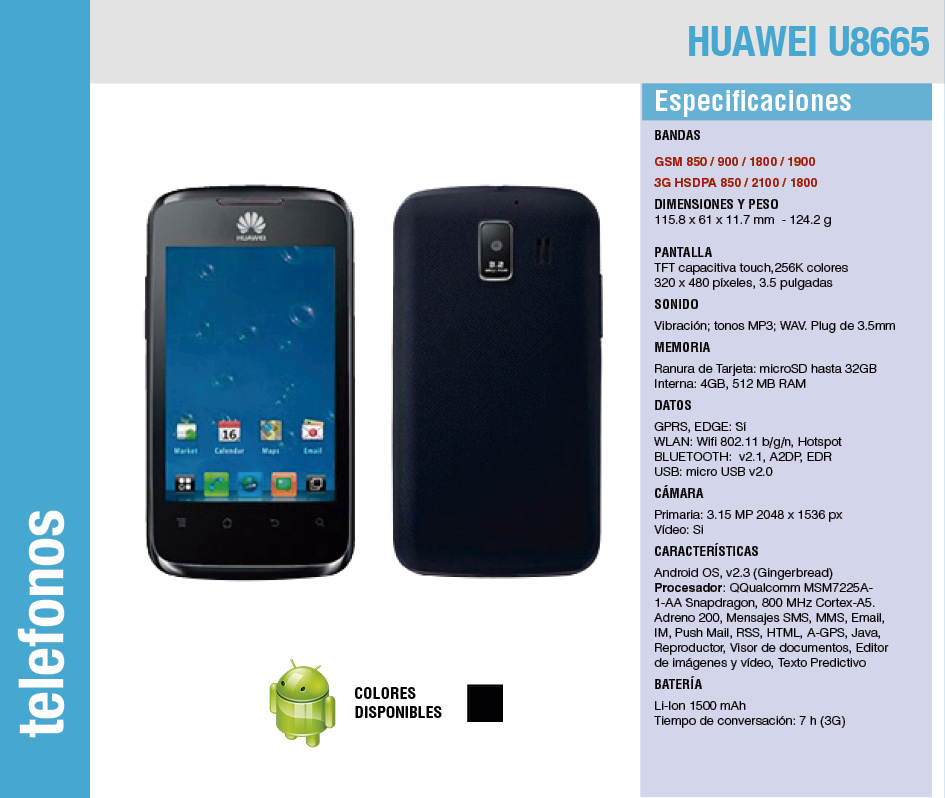 HUAWEI U8665
telefonos
HUAWEI
16
Market
Calendar
Maps
Email
3.2
COLORES
DISPONIBLES
Especificaciones
BANDAS
GSM 850 / 900 / 1800 / 1900
3G HSDPA 850 / 2100 / 1800
DIMENSIONES Y PESO
115.8 x 61 x 11.7 mm - 124.2 g
PANTALLA
TFT capacitiva touch,256K colores
320 x 480 píxeles, 3.5 pulgadas
SONIDO
Vibración; tonos MP3; WAV. Plug de 3.5mm
MEMORIA
Ranura de Tarjeta: microSD hasta 32GB
Interna: 4GB, 512 MB RAM
DATOS
GPRS, EDGE: Sí
WLAN: Wifi 802.11 b/g/n, Hotspot
BLUETOOTH: v2.1, A2DP, EDR
USB: micro USB v2.0
CÁMARA
Primaria: 3.15 MP 2048 x 1536 px
Vídeo: Si
CARACTERÍSTICAS
Android OS, v2.3 (Gingerbread)
Procesador: QQualcomm MSM7225A-
1-AA Snapdragon, 800 MHz Cortex-A5.
Adreno 200, Mensajes SMS, MMS, Email,
IM, Push Mail, RSS, HTML, A-GPS, Java,
Reproductor, Visor de documentos, Editor
de imágenes y vídeo, Texto Predictivo
BATERÍA
Li-Ion 1500 mAh
Tiempo de conversación: 7 h (3G)